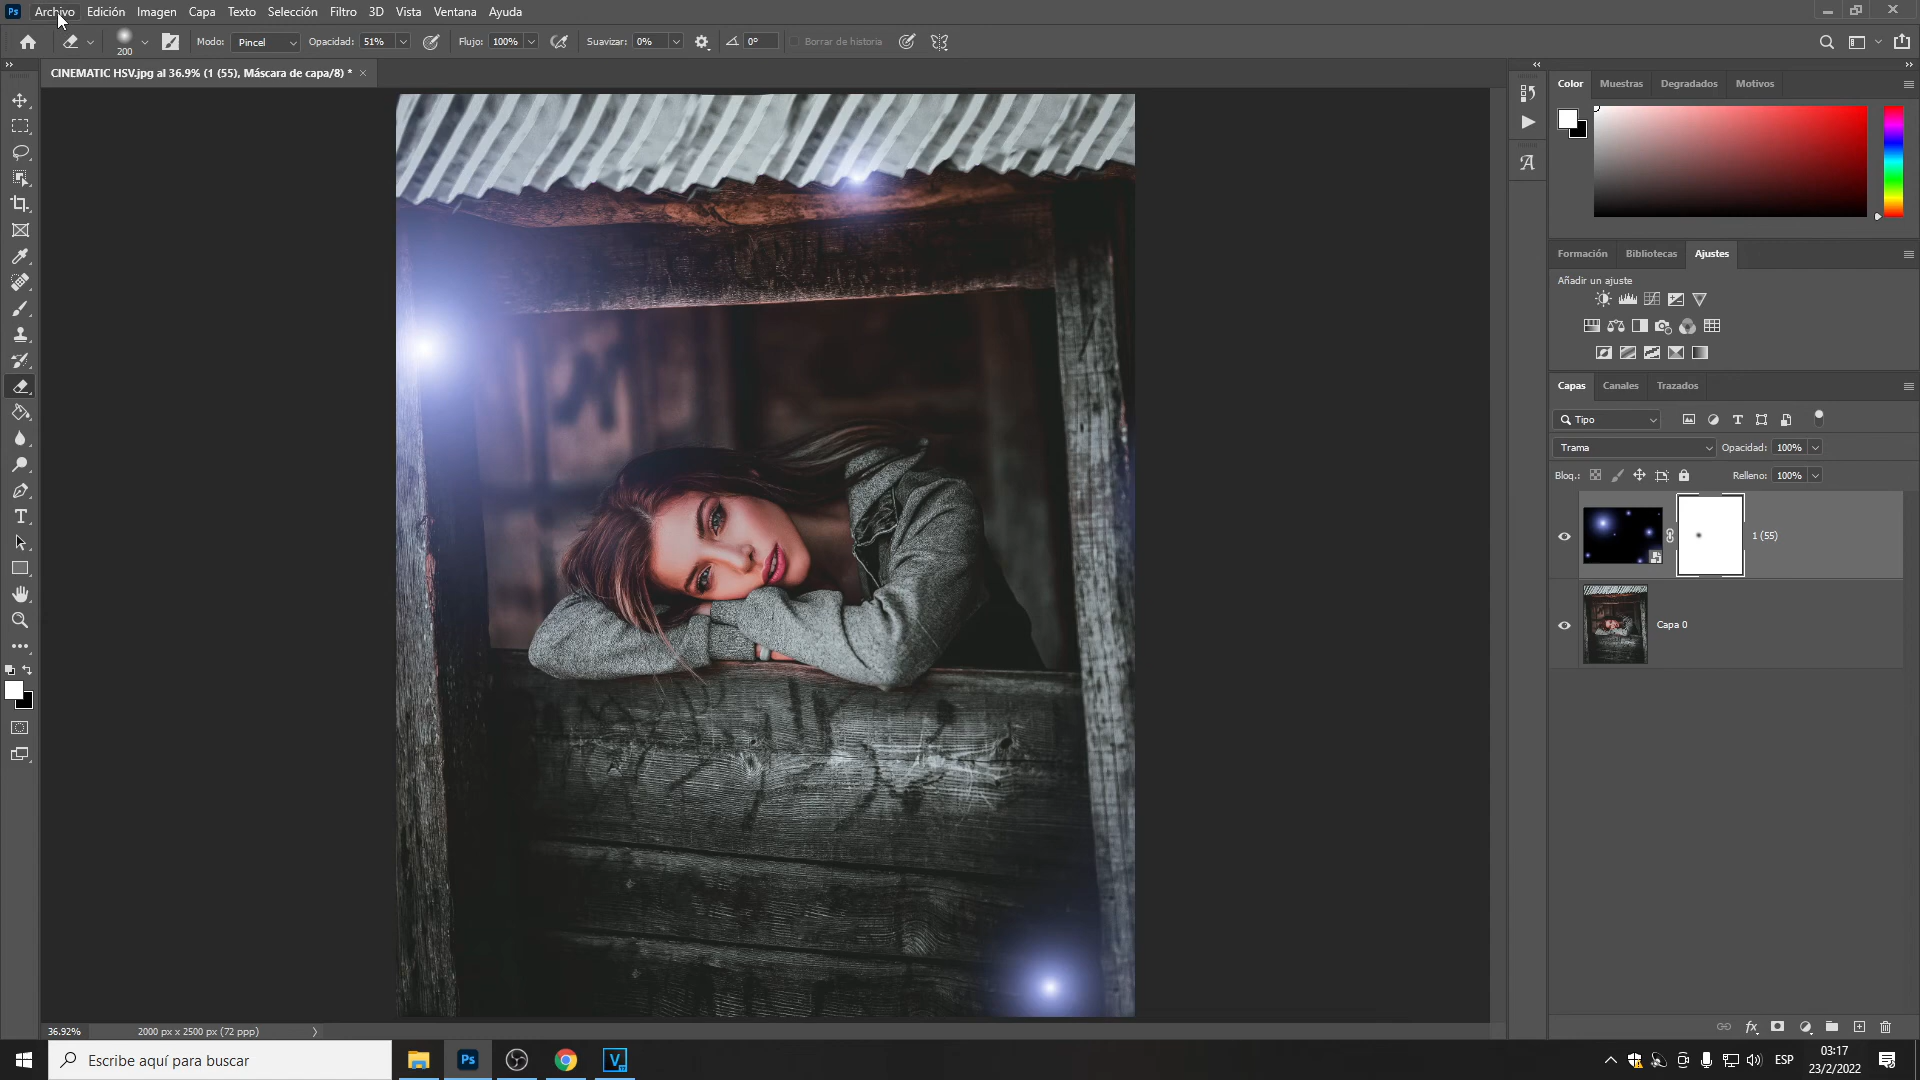 Ps Archivo Edición Imagen Capa Texto Selección Filtro 3D Vista Ventana Ayuda
200 Modo: Pincel Opacidad: 51% Flujo: 100% Suavizar: 0% 0° Borrar de historia
CINEMATIC HSV.jpg al 36.9% (1 (55), Máscara de capa/8) * ×
Color Muestras Degradados Motivos
Formación Bibliotecas Ajustes
Añadir un ajuste
Capas Canales Trazados
Tipo
Trama Opacidad: 100%
Bloq.: Relleno: 100%
1 (55)
Capa 0
36.92% 2000 px x 2500 px (72 ppp)
Escribe aquí para buscar
Ps
V
ESP
03:17
23/2/2022